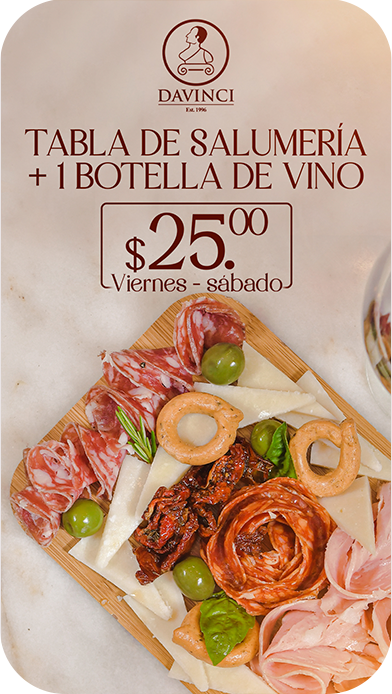 DAVINCI
Est. 1996
TABLA DE SALUMERÍA
+ 1 BOTELLA DE VINO
$25.00
Viernes - sábado